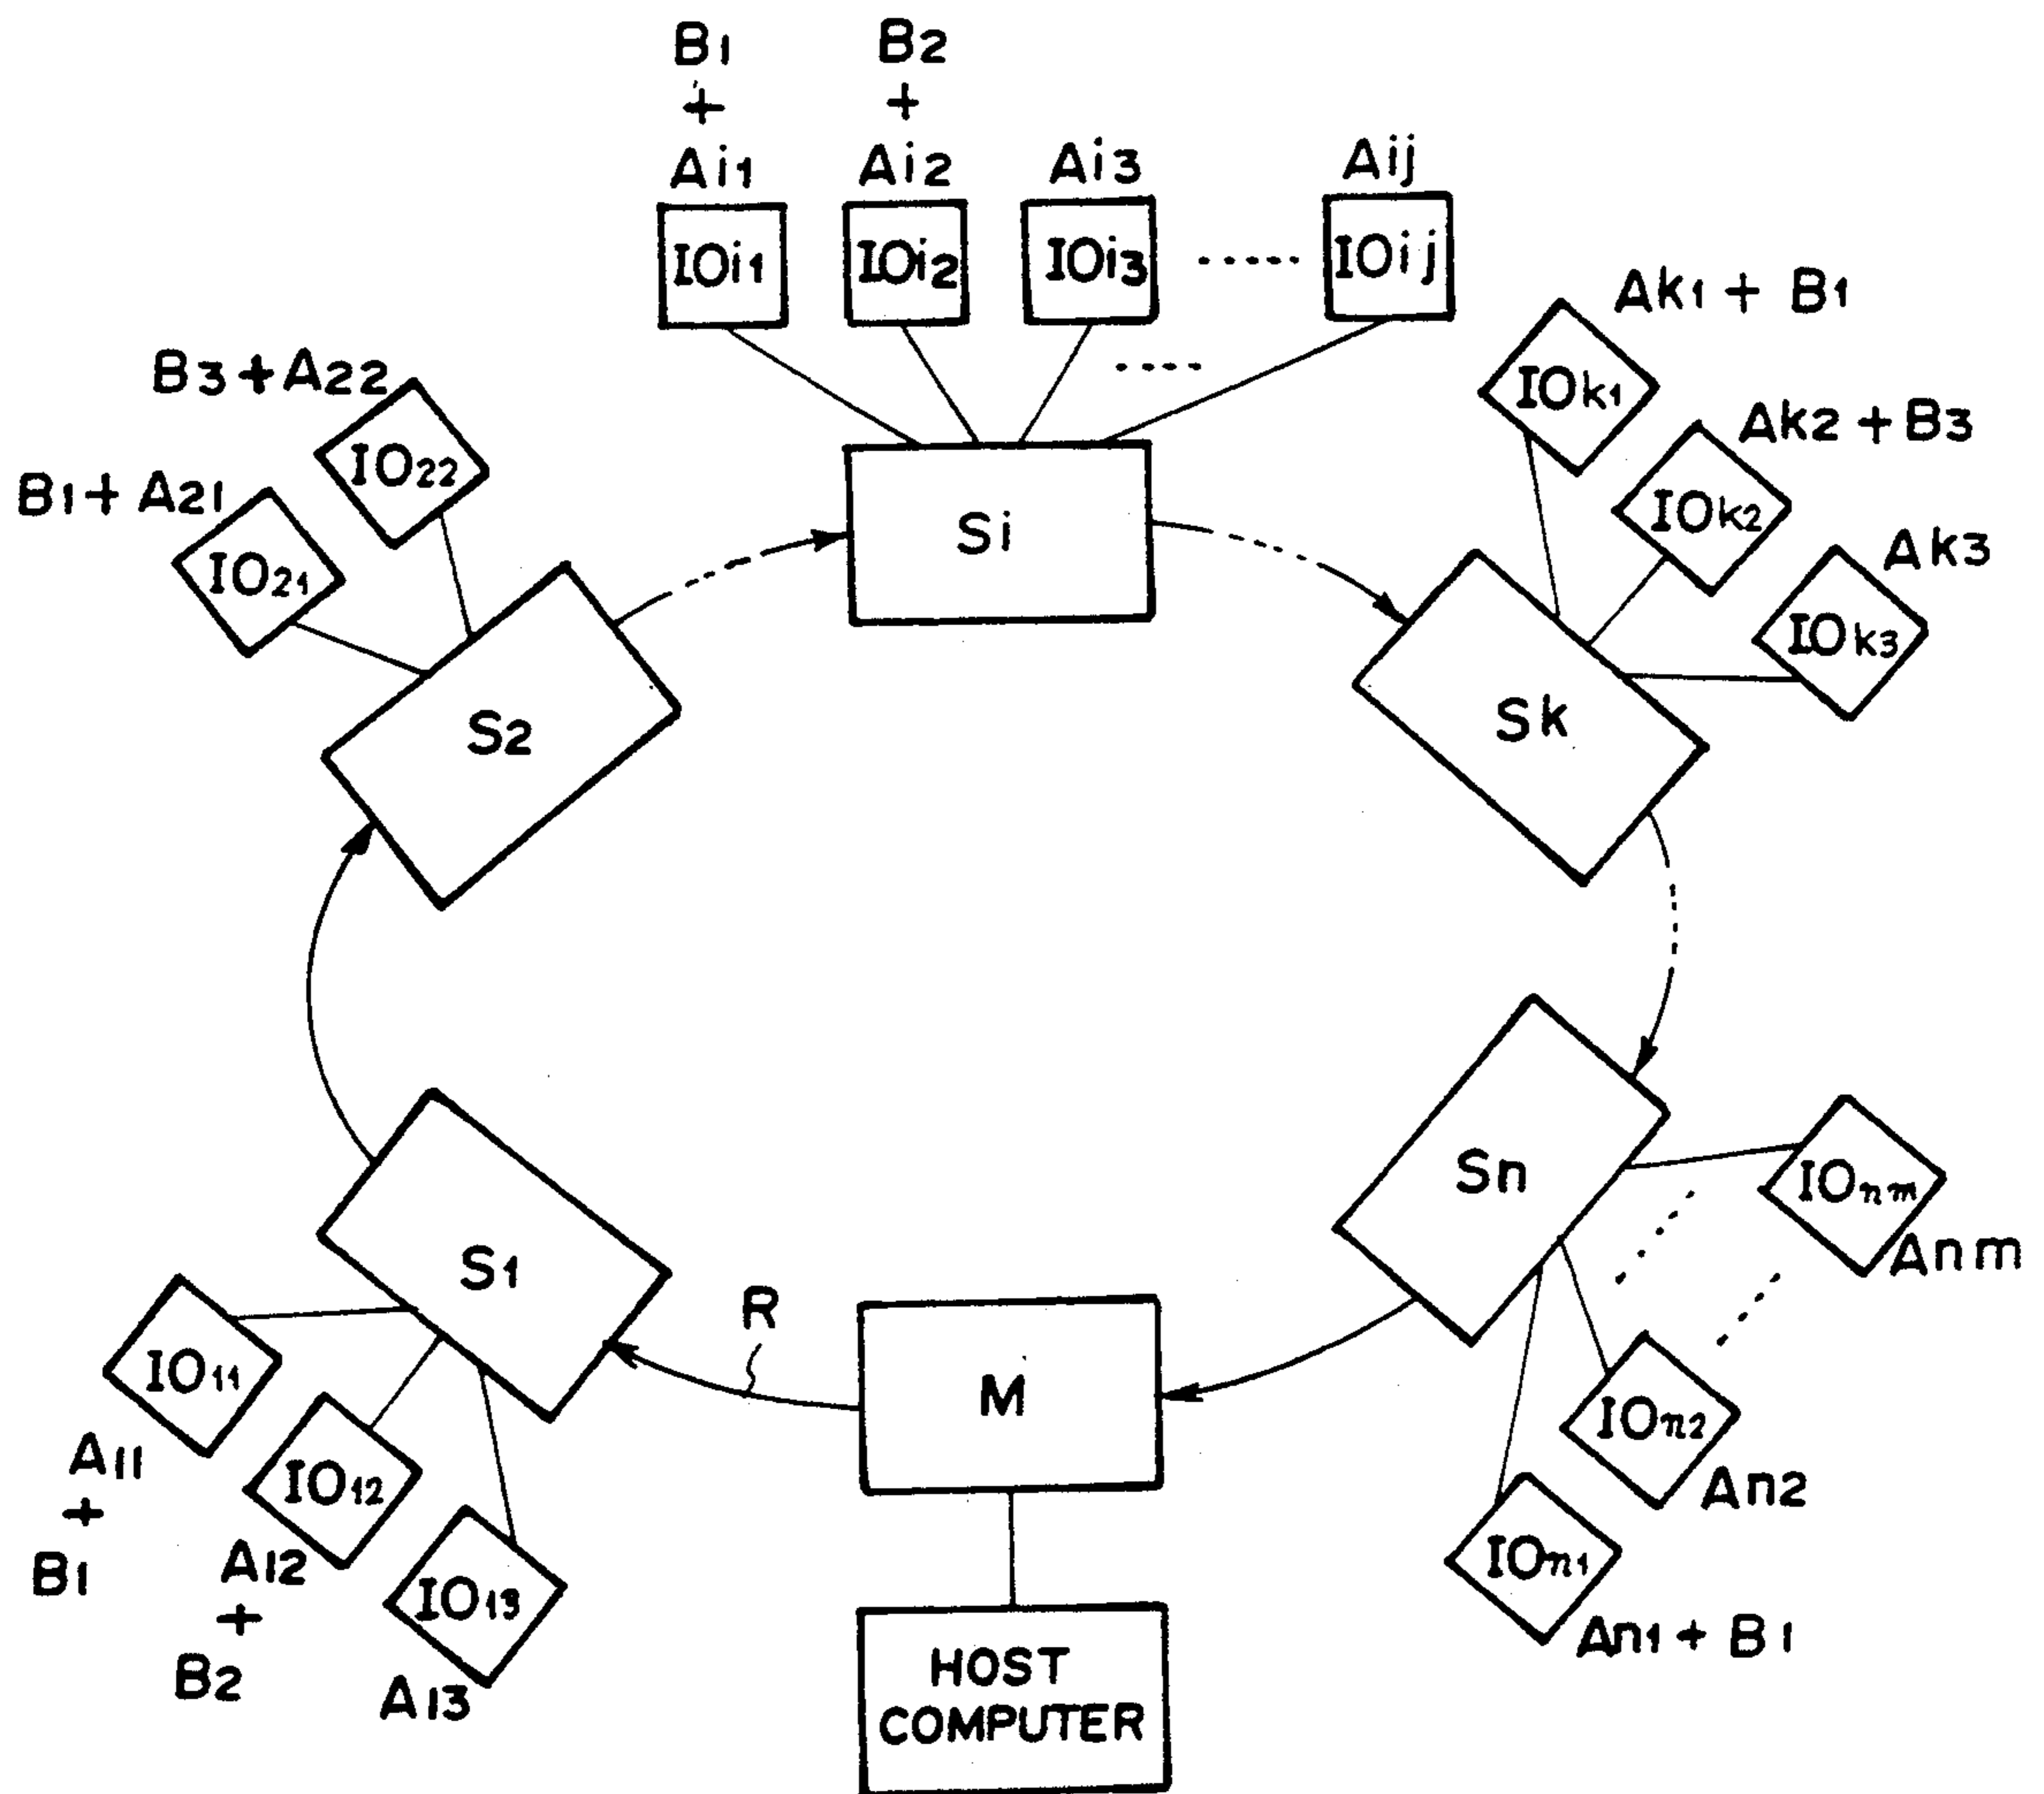 B1
+
Ai1
B2
+
Ai2
Ai3
Aij
IOi1
IOi2
IOi3
IOij
Ak1 + B1
IOk1
B3+A22
IO22
Ak2 + B3
IOk2
B1+ A21
IO21
Ak3
IOk3
Si
S2
Sk
Sn
IOnm
Anm
S1
R
M
IO11
A11
+
B1
IO12
A12
+
B2
IO13
A13
IOn2
An2
IOn1
An1 + B1
HOST
COMPUTER